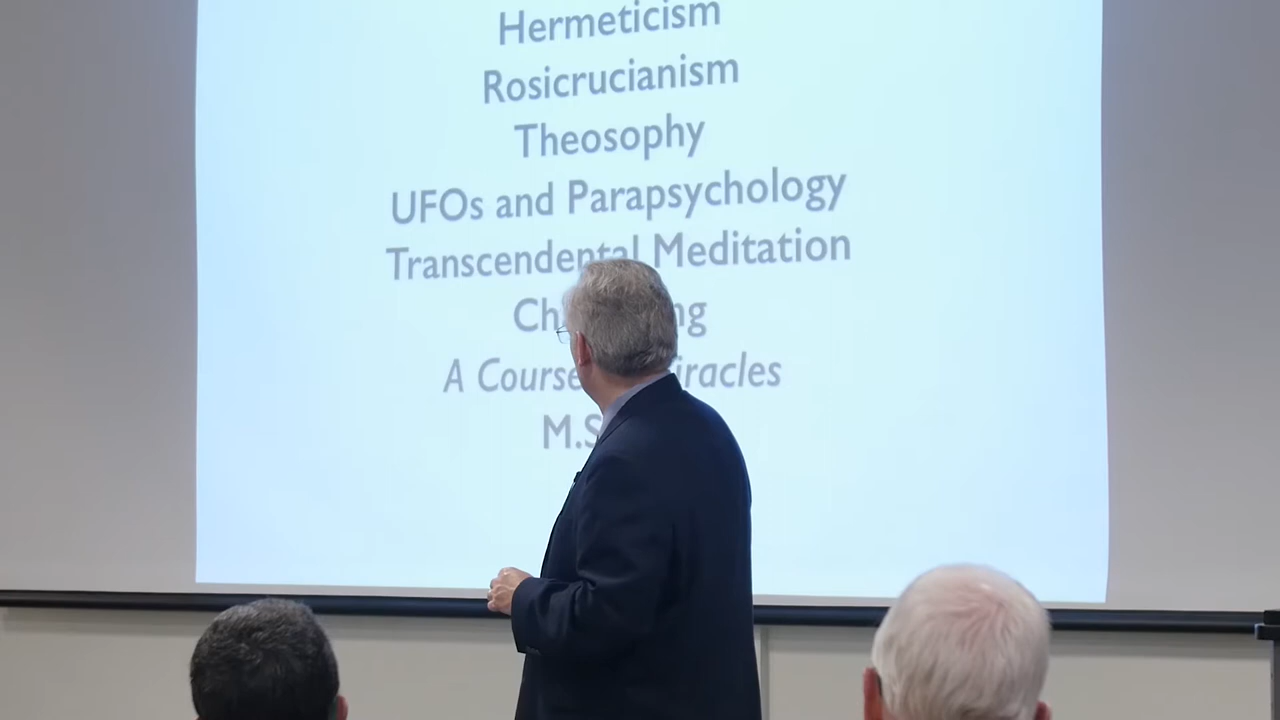 Hermeticism
Rosicrucianism
Theosophy
UFOs and Parapsychology
Transcendental Meditation
A Course